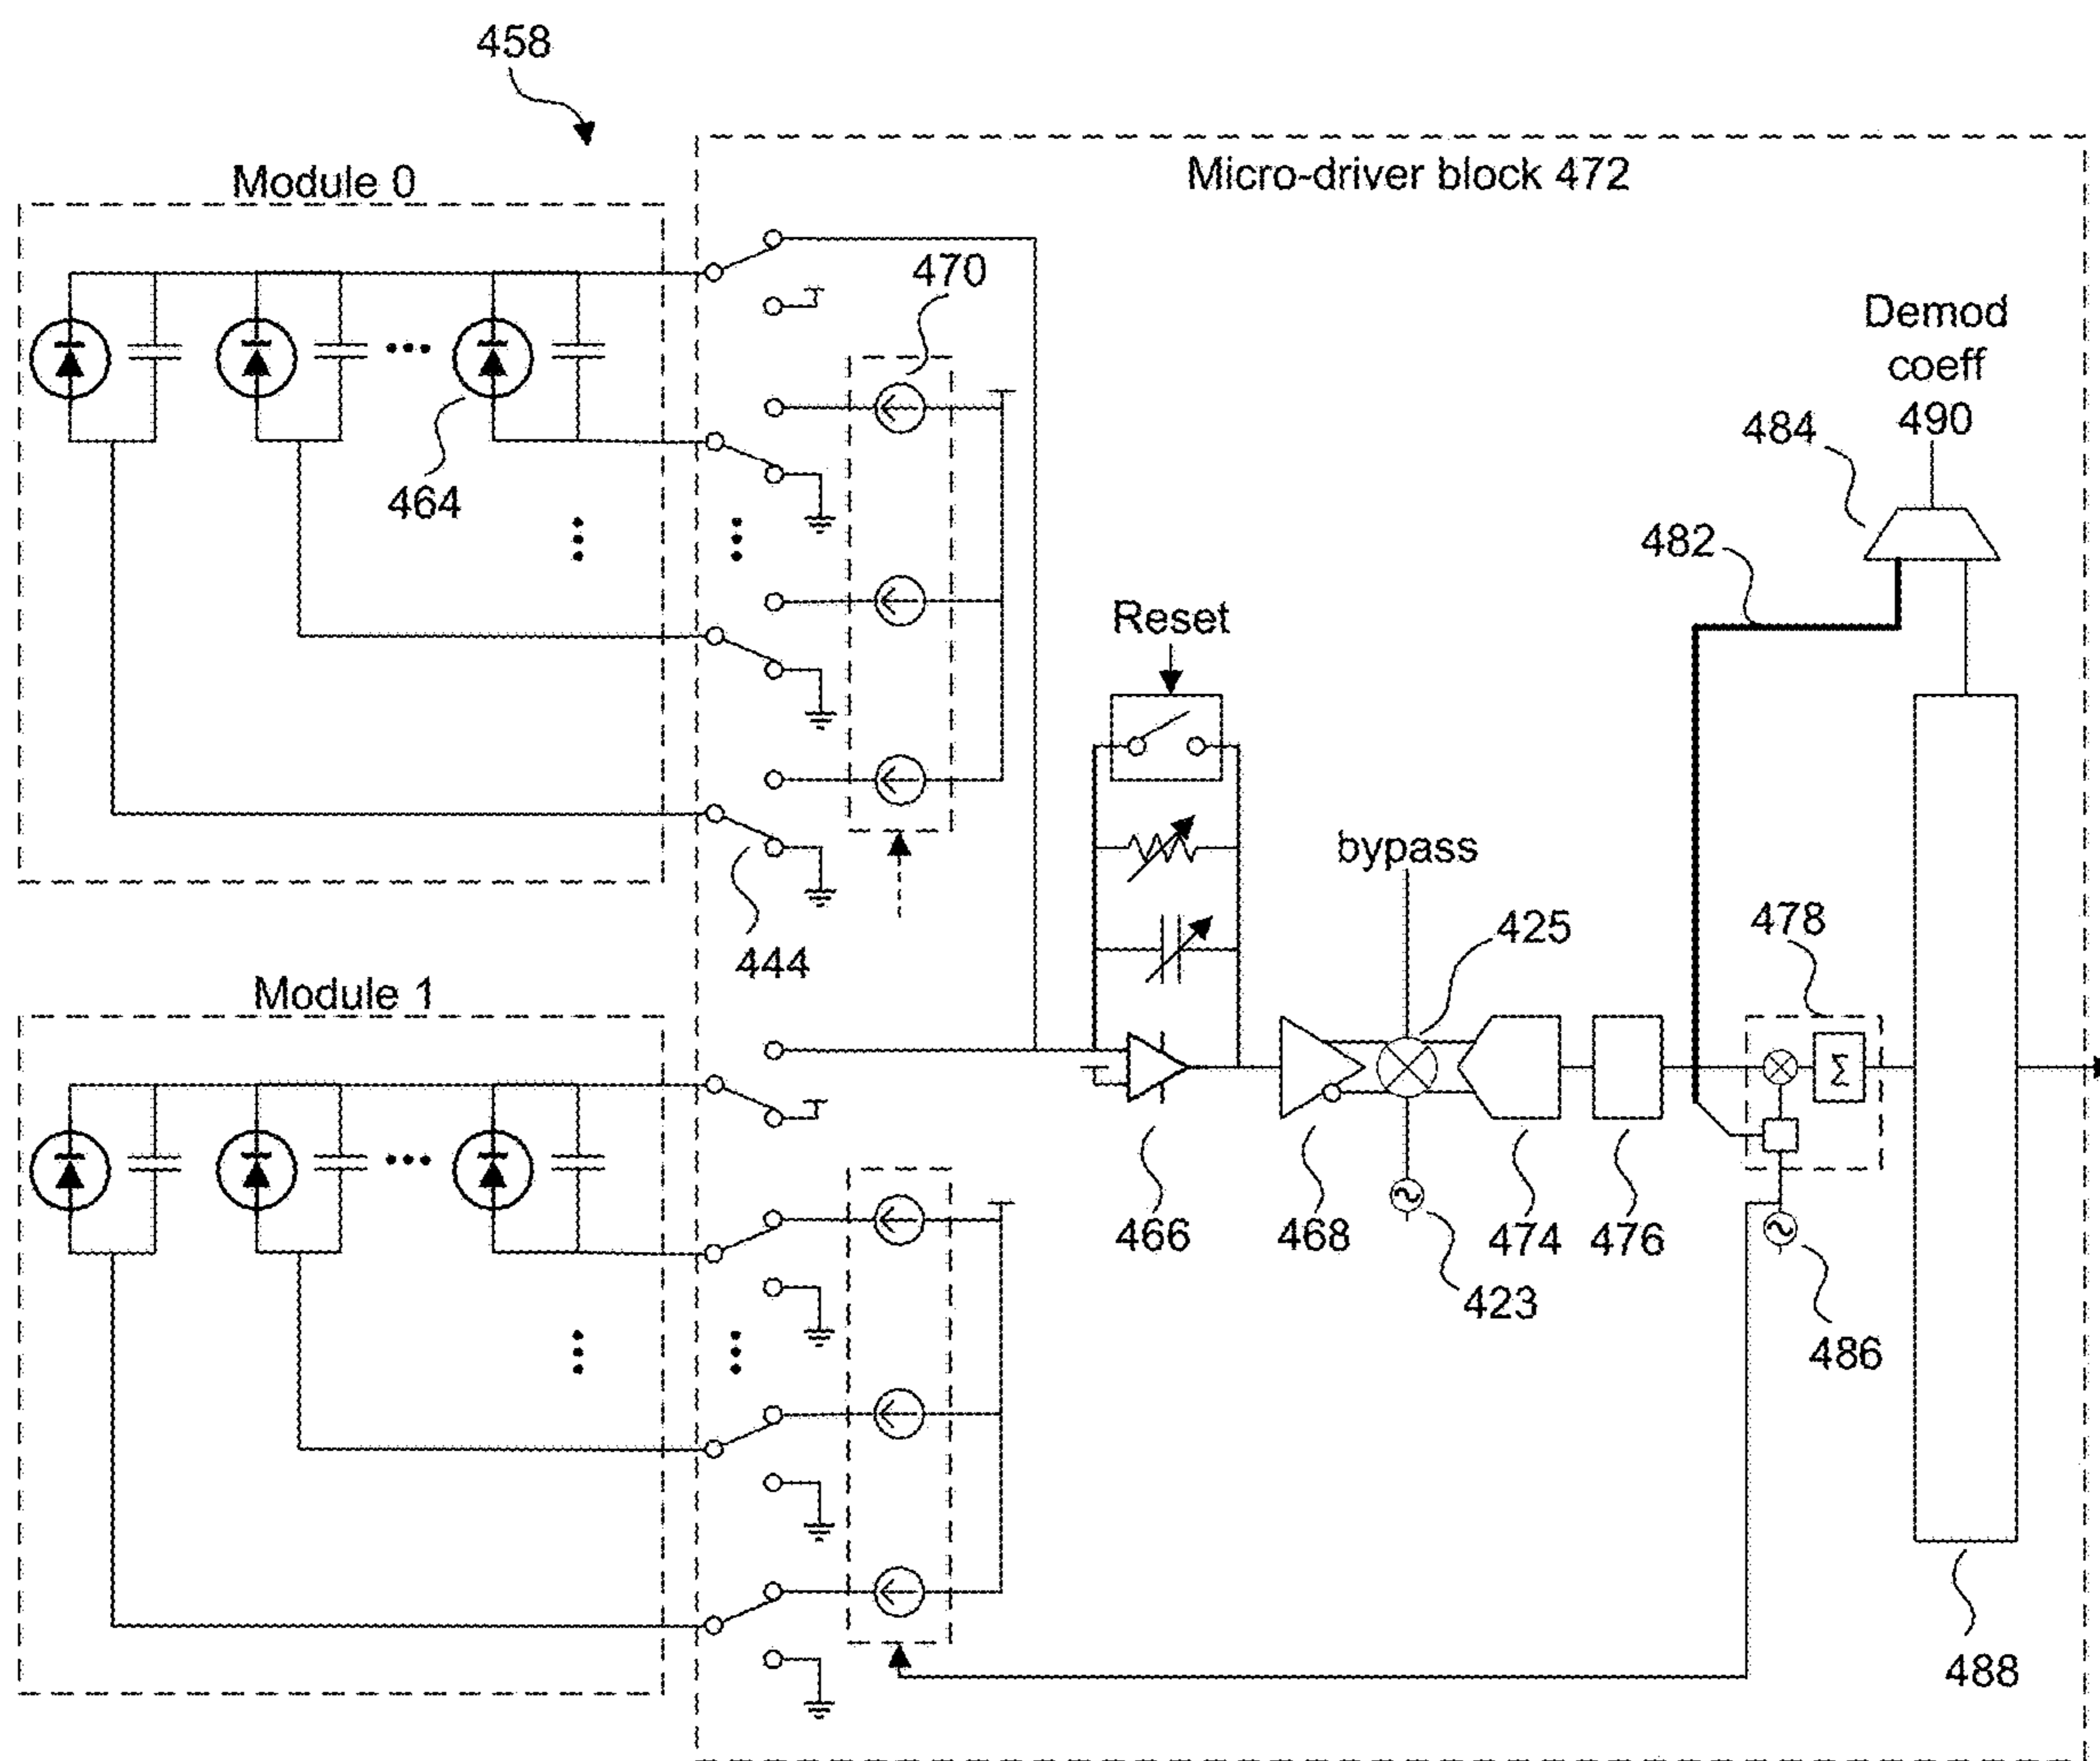 458
Module 0
Micro-driver block 472
470
Demod
coeff
490
484
464
482
Reset
bypass
478
425
444
Module 1
Σ
466
468
474
476
423
486
488